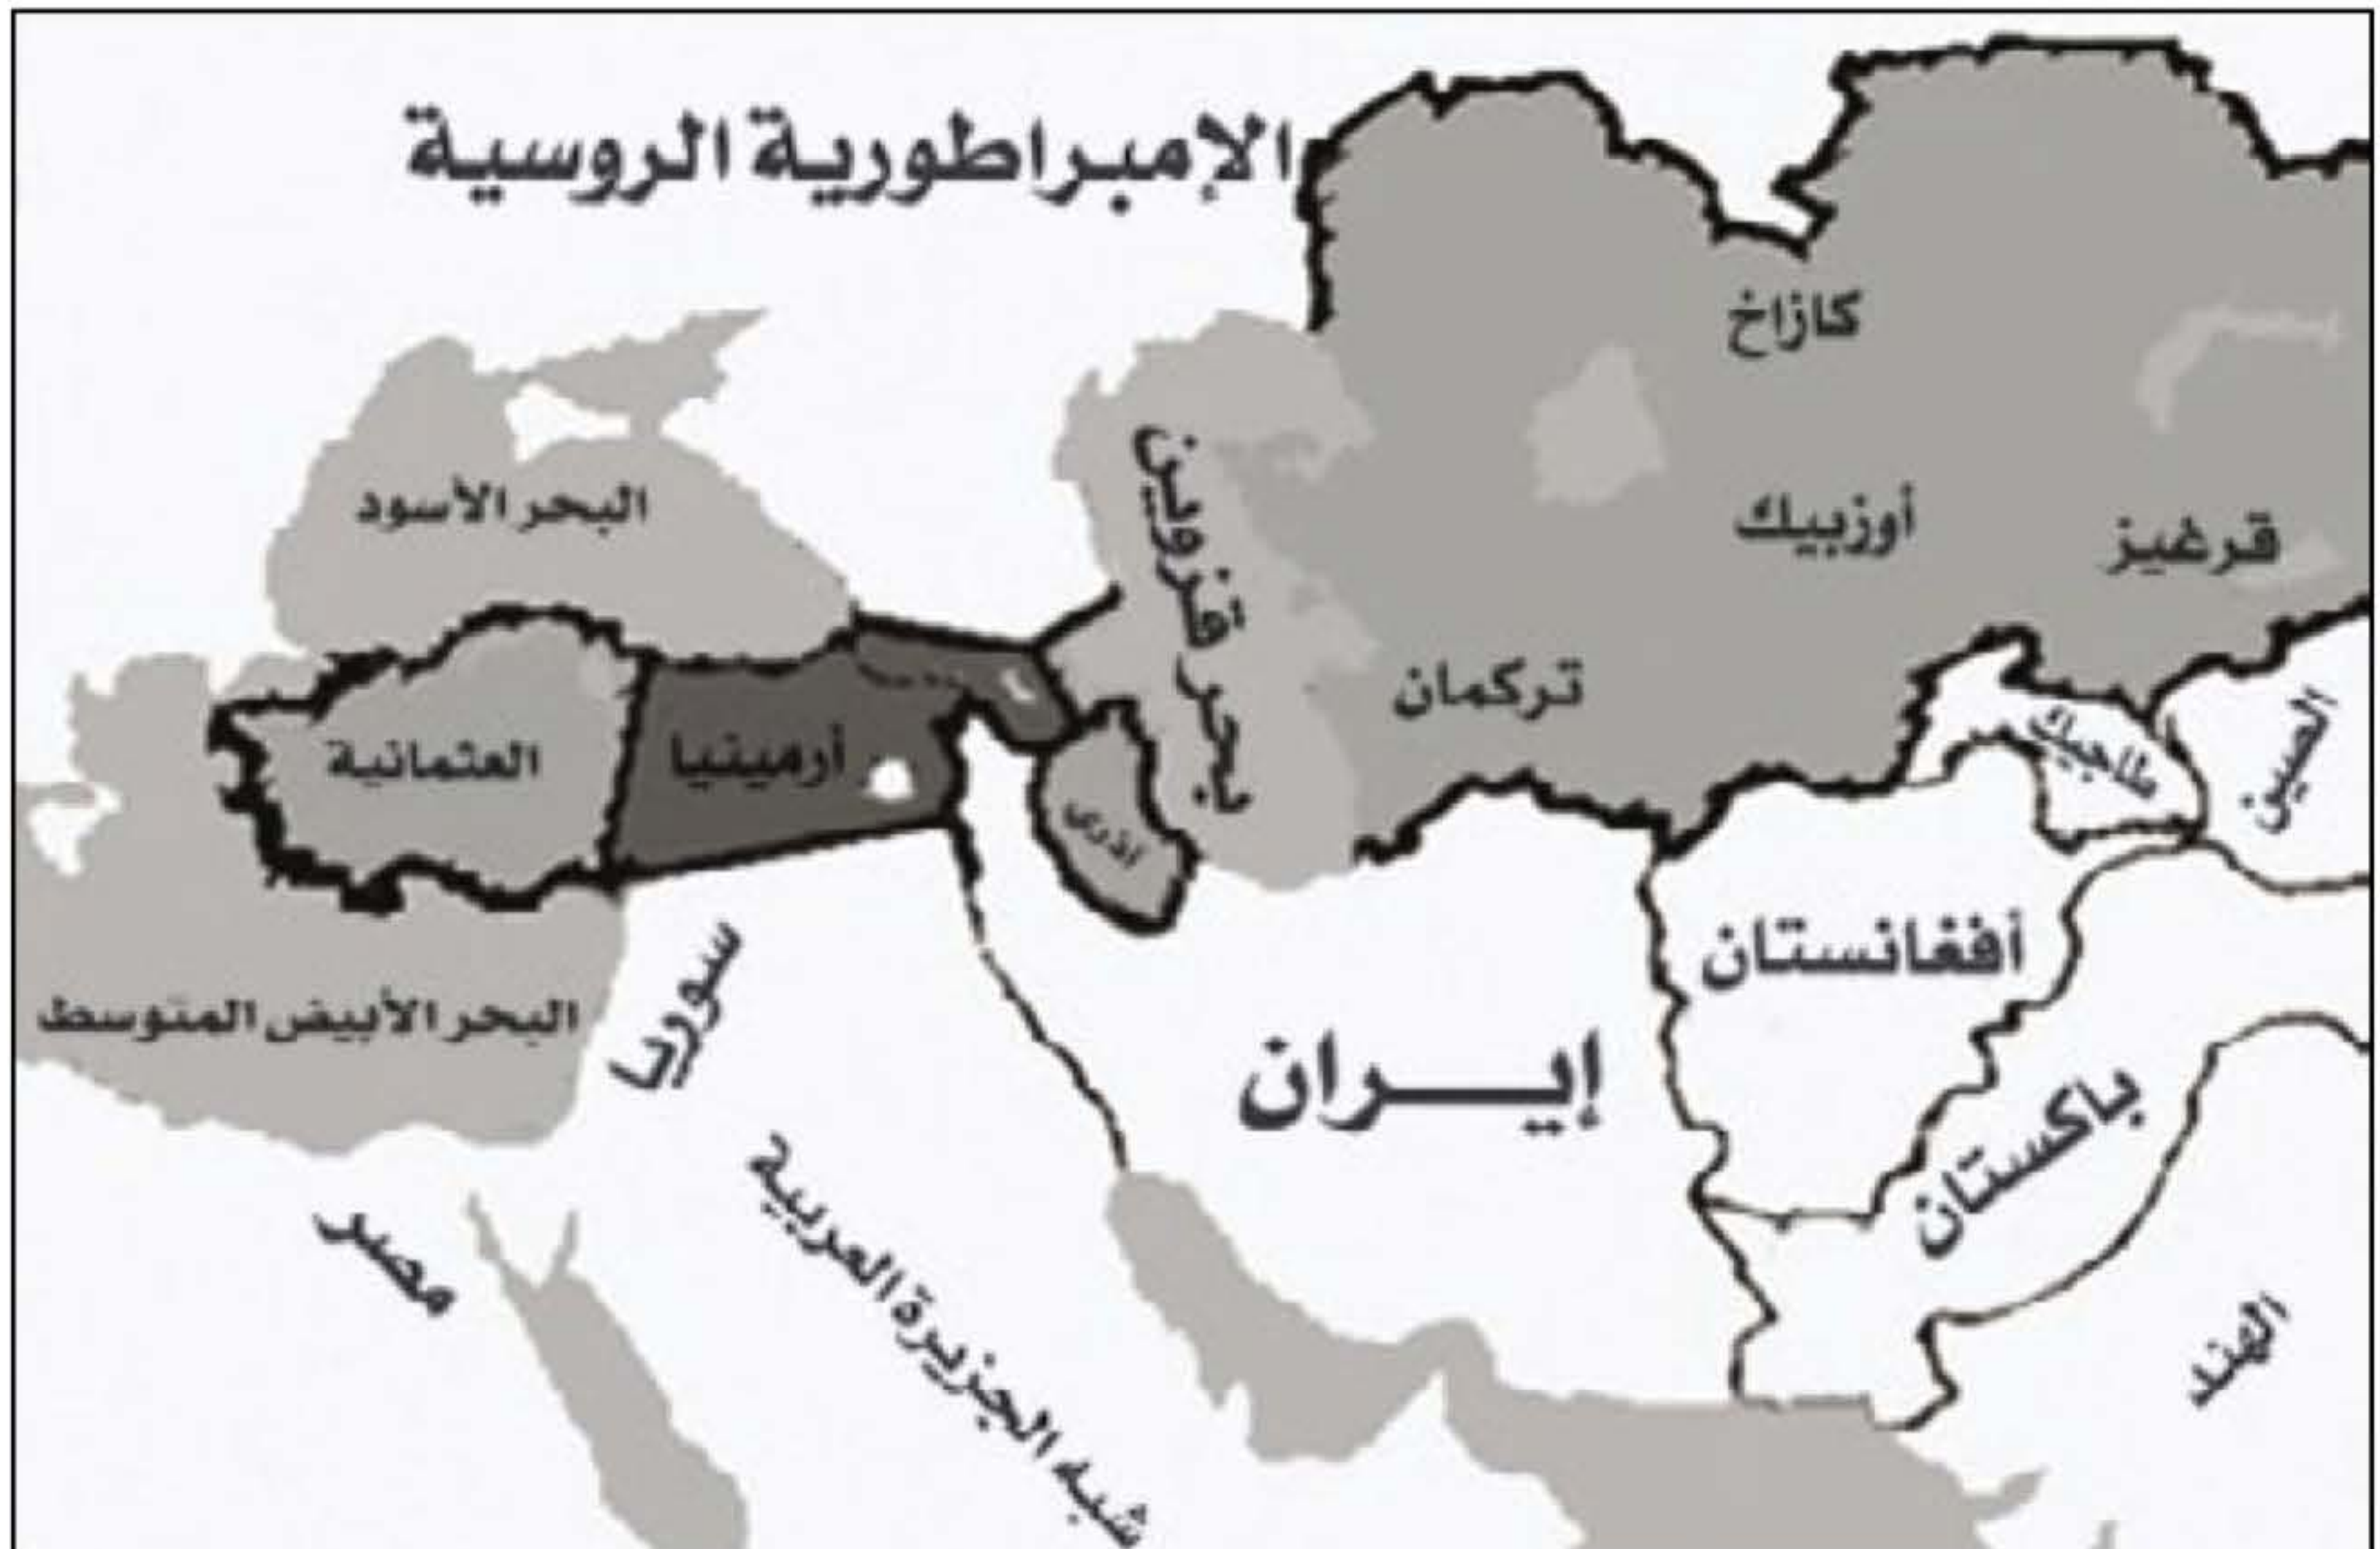 الإمبراطورية الروسية
كازاخ
البحر الأسود
بحر قزوين
أوزبيك
قرغيز
تركمان
العثمانية
أرمينيا
اذري
طاجيك
الصين
أفغانستان
سوريا
البحر الأبيض المتوسط
إيـــران
باكستان
مصر
شبه الجزيرة العربية
الهند